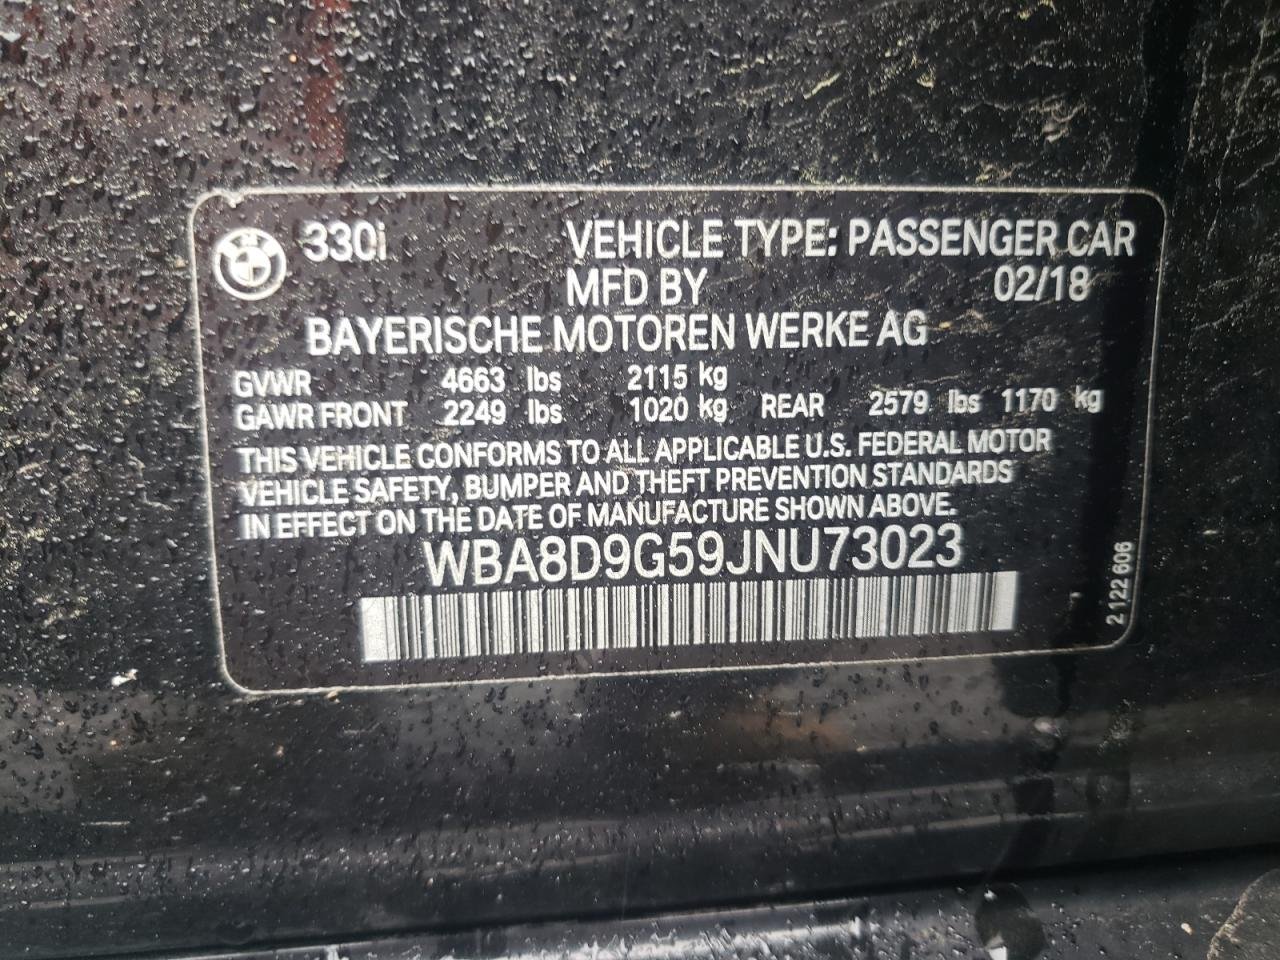 330i VEHICLE TYPE: PASSENGER CAR
MFD BY 02/18
BAYERISCHE MOTOREN WERKE AG
GVWR 4663 lbs 2115 kg
GAWR FRONT 2249 lbs 1020 kg REAR 2579 lbs 1170 kg
THIS VEHICLE CONFORMS TO ALL APPLICABLE U.S. FEDERAL MOTOR
VEHICLE SAFETY, BUMPER AND THEFT PREVENTION STANDARDS
IN EFFECT ON THE DATE OF MANUFACTURE SHOWN ABOVE.
WBA8D9G59JNU73023
2 122 606